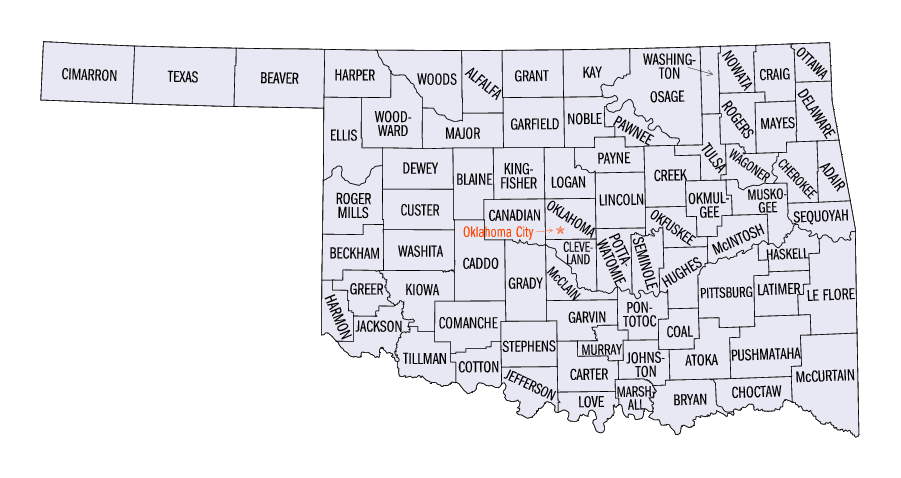 CIMARRON
TEXAS
BEAVER
HARPER
WOODS
ALFALFA
GRANT
KAY
WASHING-
TON
OSAGE
NOWATA
CRAIG
OTTAWA
ELLIS
WOOD-
WARD
MAJOR
GARFIELD
NOBLE
PAWNEE
ROGERS
MAYES
DELAWARE
DEWEY
BLAINE
KING-
FISHER
LOGAN
PAYNE
CREEK
TULSA
WAGONER
CHEROKEE
ADAIR
ROGER
MILLS
CUSTER
CANADIAN
OKLAHOMA
LINCOLN
OKFUSKEE
OKMUL-
GEE
MUSKO-
GEE
SEQUOYAH
Oklahoma City
BECKHAM
WASHITA
CADDO
GRADY
CLEVE-
LAND
McCLAIN
POTTA-
WATOMIE
SEMINOLE
HUGHES
McINTOSH
HASKELL
GREER
KIOWA
HARMON
JACKSON
COMANCHE
GARVIN
PON-
TOTOC
PITTSBURG
LATIMER
LE FLORE
TILLMAN
COTTON
STEPHENS
MURRAY
COAL
JOHNS-
TON
ATOKA
PUSHMATAHA
JEFFERSON
CARTER
LOVE
MARSH-
ALL
BRYAN
CHOCTAW
McCURTAIN